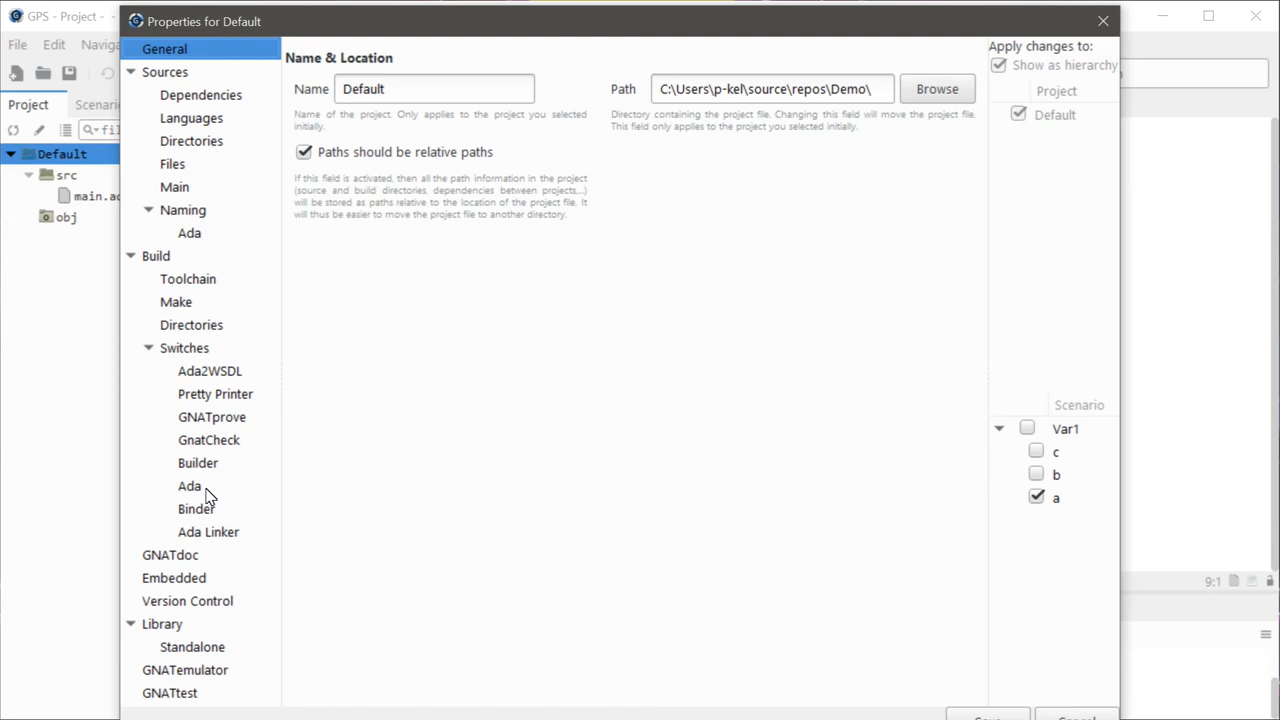 GPS - Project -
Properties for Default
File Edit Naviga
Project Scenari
fil
Default
src
main.ad
obj
General
Sources
Dependencies
Languages
Directories
Files
Main
Naming
Ada
Build
Toolchain
Make
Directories
Switches
Ada2WSDL
Pretty Printer
GNATprove
GnatCheck
Builder
Ada
Binder
Ada Linker
GNATdoc
Embedded
Version Control
Library
Standalone
GNATemulator
GNATtest
Name & Location
Name Default
Name of the project. Only applies to the project you selected
initially.
Path C:\Users\p-kel\source\repos\Demo\ Browse
Directory containing the project file. Changing this field will move the project file.
This field only applies to the project you selected initially.
Paths should be relative paths
If this field is activated, then all the path information in the project
(source and build directories, dependencies between projects,...)
will be stored as paths relative to the location of the project file. It
will thus be easier to move the project file to another directory.
Apply changes to:
Show as hierarchy
Project
Default
Scenario
Var1
c
b
a
9:1
Save Cancel